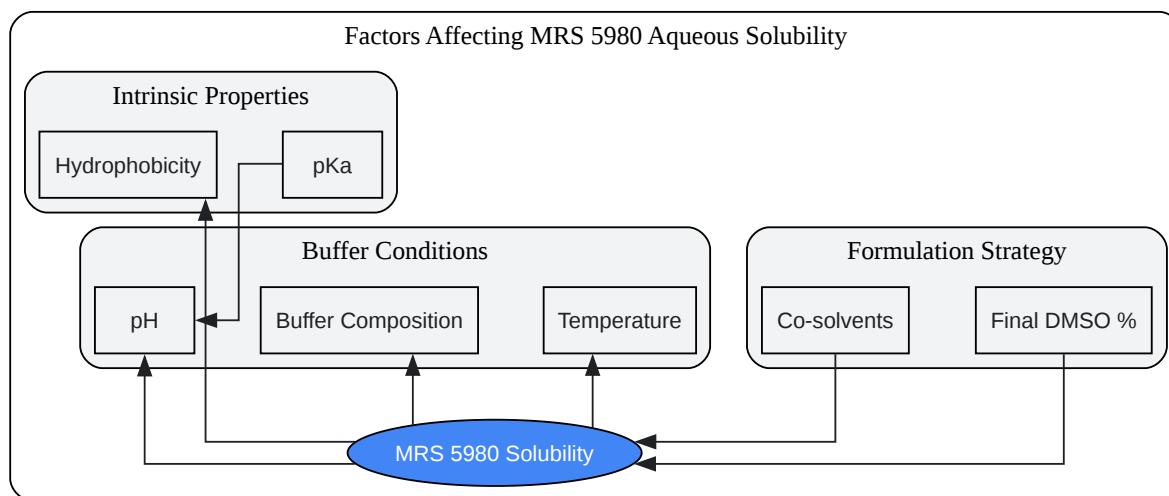 Factors Affecting MRS 5980 Aqueous Solubility
Intrinsic Properties
Hydrophobicity
pKa
Buffer Conditions
pH
Buffer Composition
Temperature
Formulation Strategy
Co-solvents
Final DMSO %
MRS 5980 Solubility